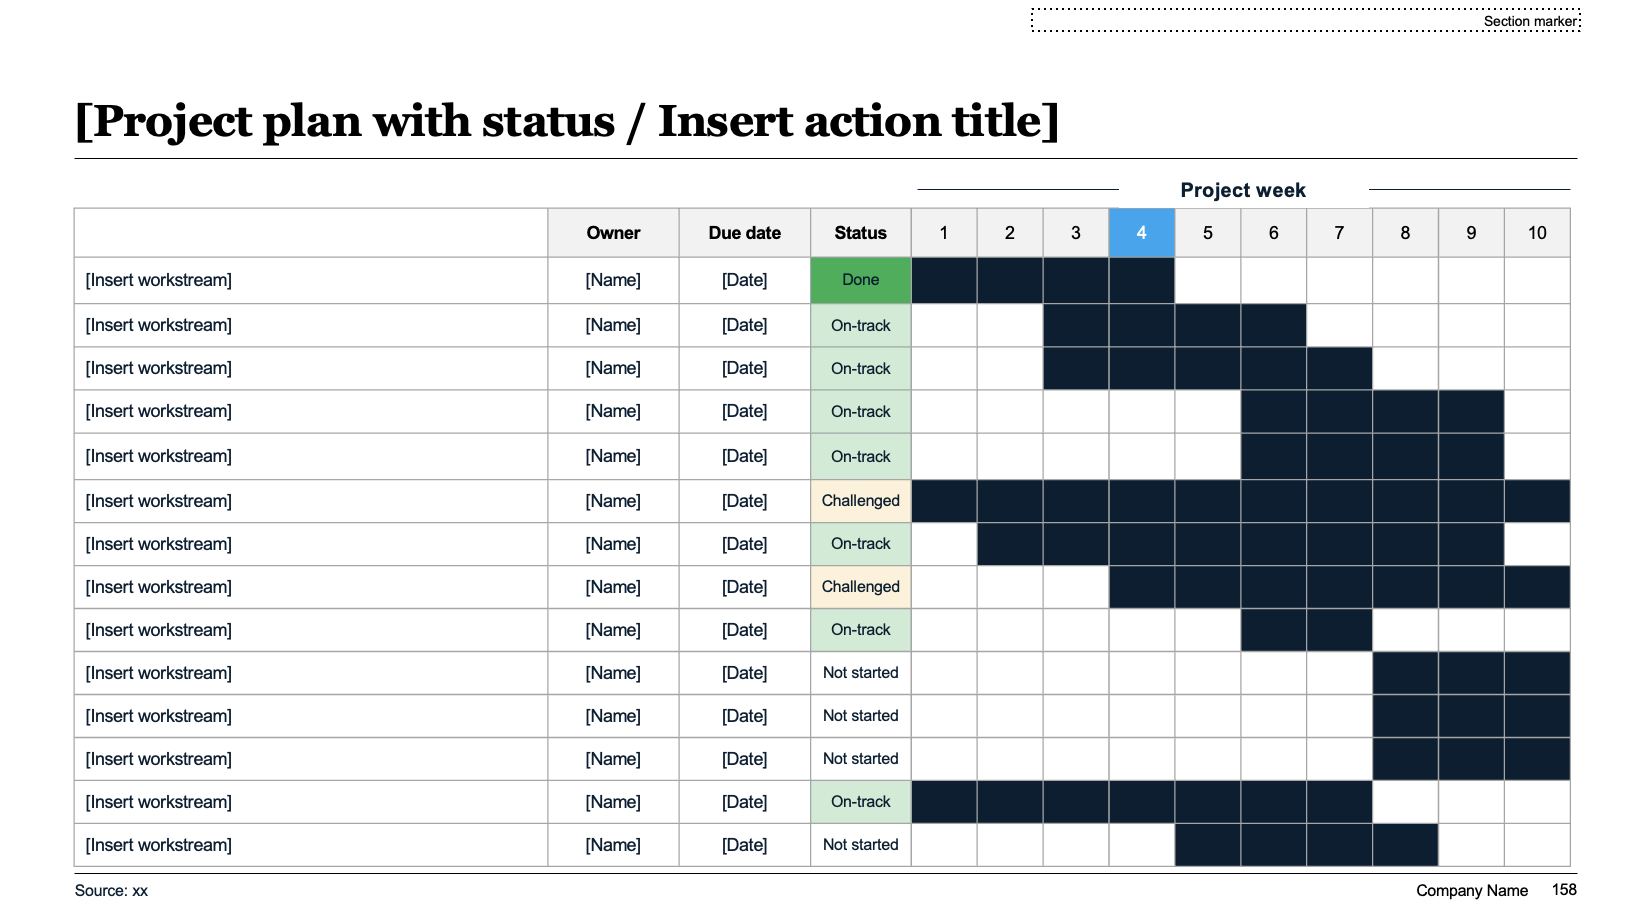 Section marker
[Project plan with status / Insert action title]
Project week
Owner Due date Status 1 2 3 4 5 6 7 8 9 10
[Insert workstream] [Name] [Date] Done
[Insert workstream] [Name] [Date] On-track
[Insert workstream] [Name] [Date] On-track
[Insert workstream] [Name] [Date] On-track
[Insert workstream] [Name] [Date] On-track
[Insert workstream] [Name] [Date] Challenged
[Insert workstream] [Name] [Date] On-track
[Insert workstream] [Name] [Date] Challenged
[Insert workstream] [Name] [Date] On-track
[Insert workstream] [Name] [Date] Not started
[Insert workstream] [Name] [Date] Not started
[Insert workstream] [Name] [Date] Not started
[Insert workstream] [Name] [Date] On-track
[Insert workstream] [Name] [Date] Not started
Source: xx Company Name 158